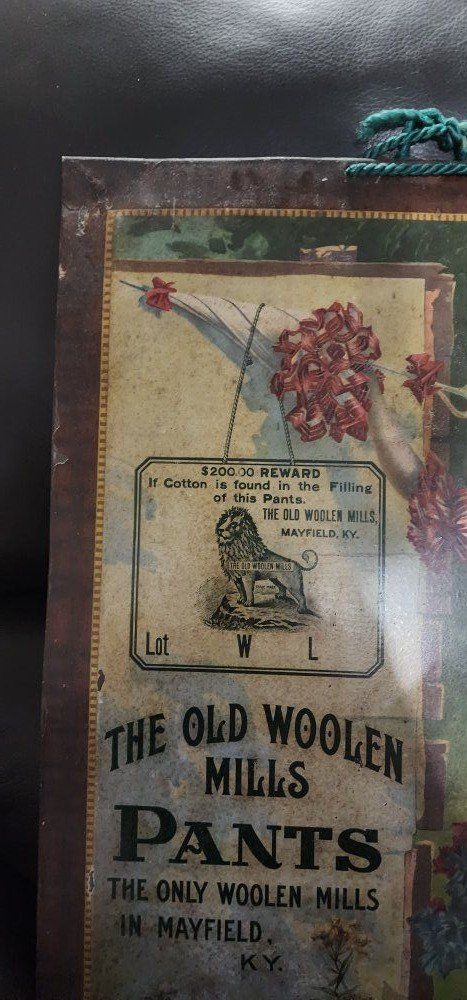 $200.00 REWARD
If Cotton is found in the Filling
of this Pants.
THE OLD WOOLEN MILLS,
MAYFIELD, KY.
THE OLD WOOLEN MILLS
Lot W L
THE OLD WOOLEN
MILLS
PANTS
THE ONLY WOOLEN MILLS
IN MAYFIELD,
KY.